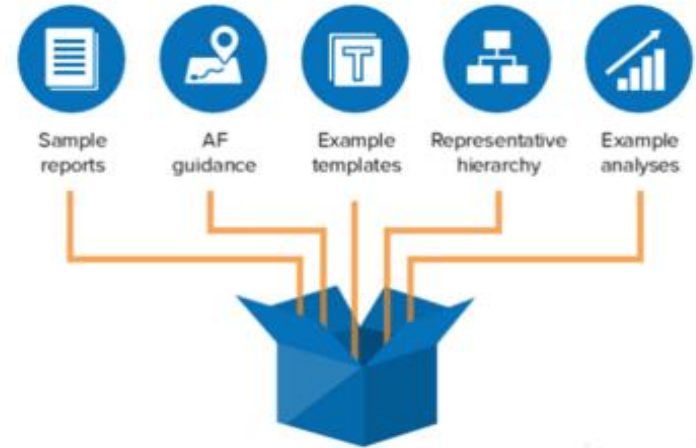 T
Sample
reports
AF
guidance
Example
templates
Representative
hierarchy
Example
analyses